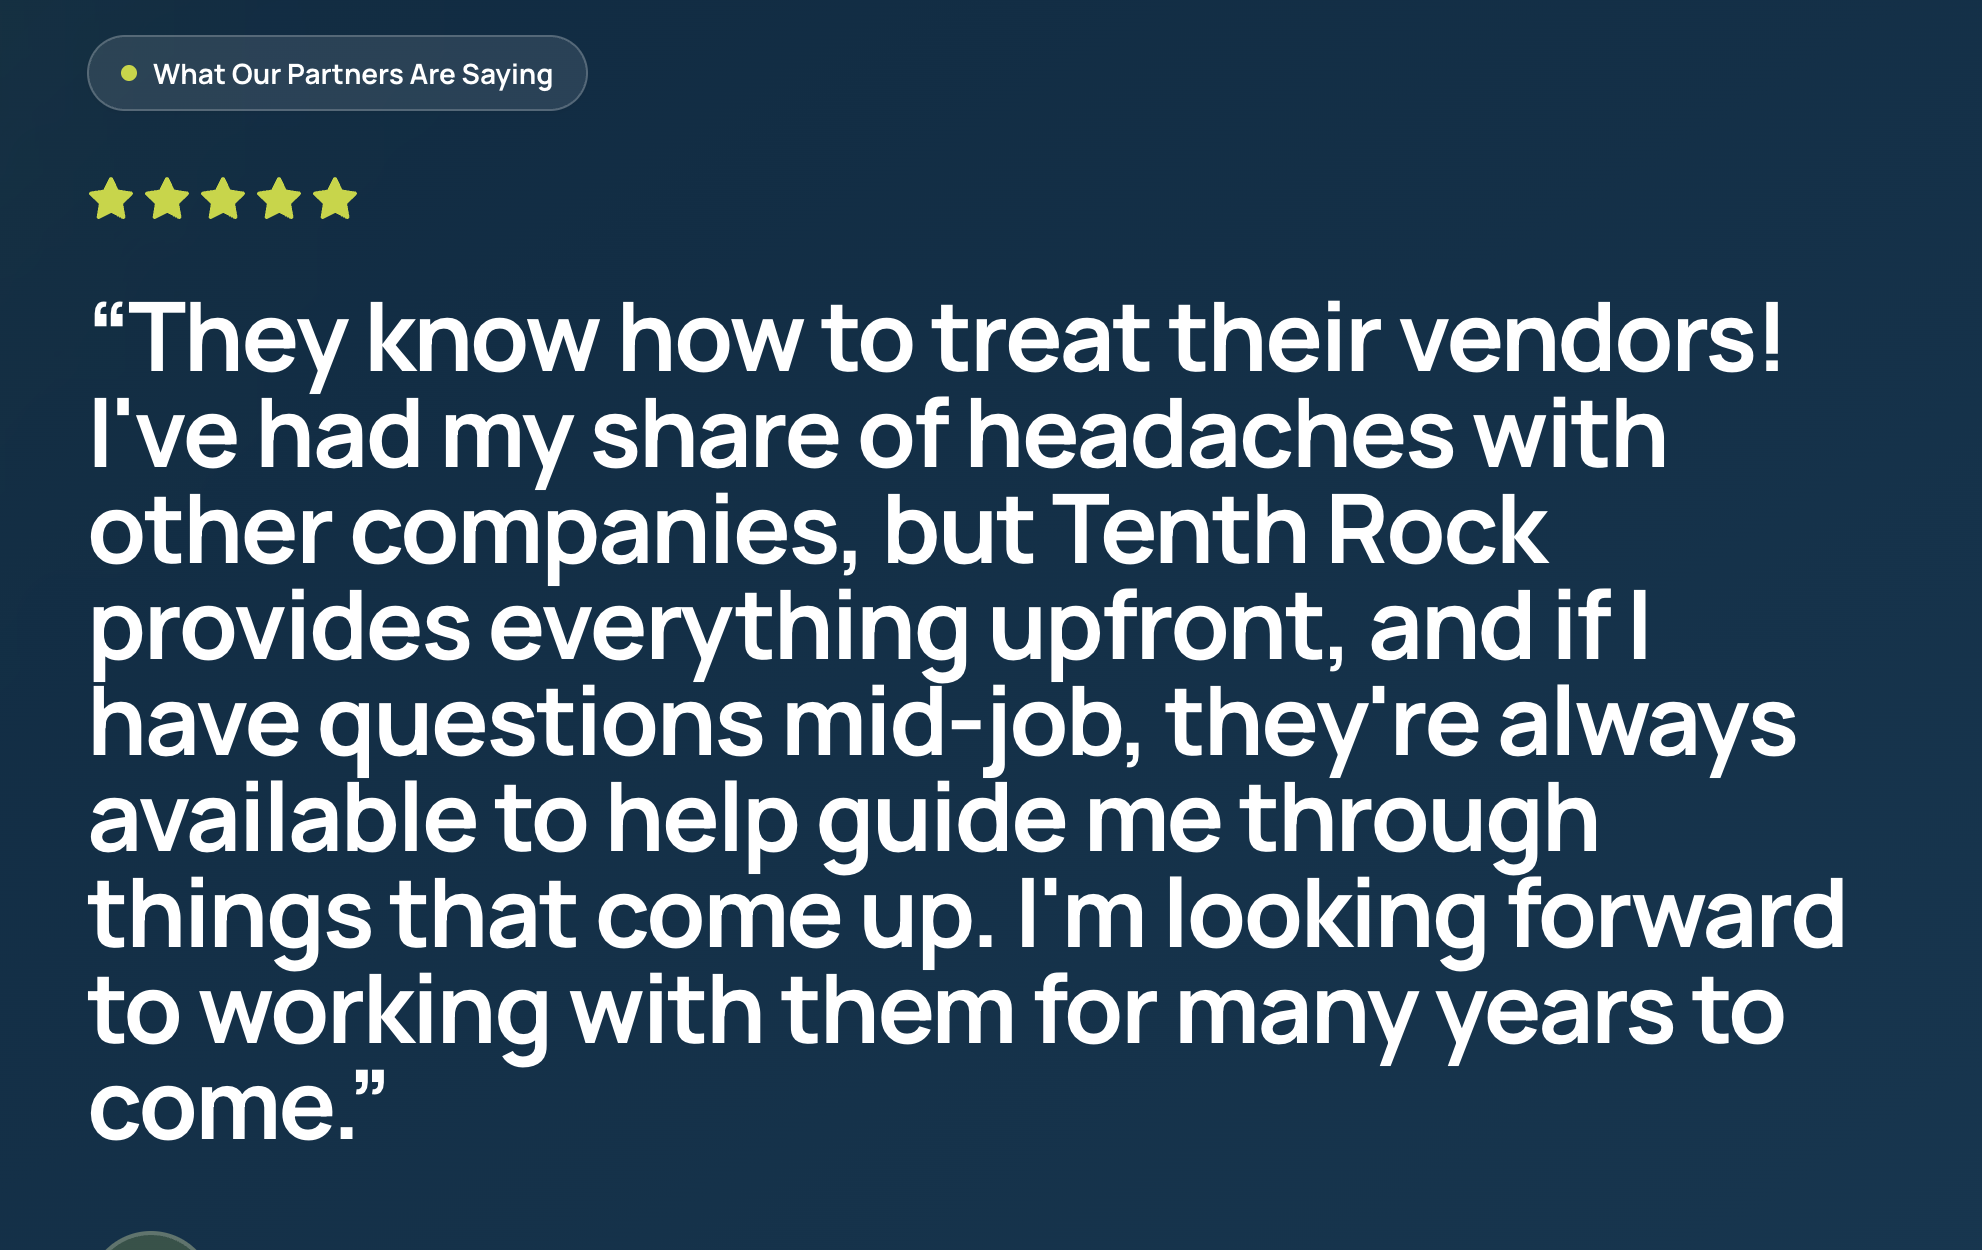 What Our Partners Are Saying
“They know how to treat their vendors!
I've had my share of headaches with
other companies, but Tenth Rock
provides everything upfront, and if I
have questions mid-job, they're always
available to help guide me through
things that come up. I'm looking forward
to working with them for many years to
come.”